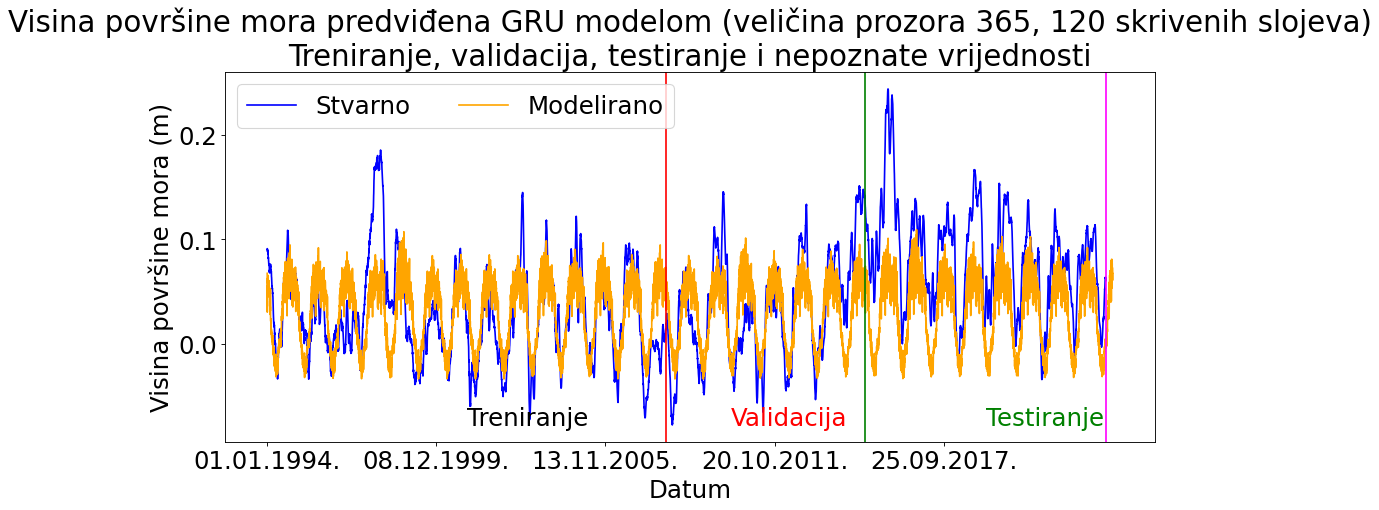 Visina površine mora predviđena GRU modelom (veličina prozora 365, 120 skrivenih slojeva)
Treniranje, validacija, testiranje i nepoznate vrijednosti
Stvarno Modelirano
Visina površine mora (m)
0.2
0.1
0.0
Treniranje Validacija Testiranje
01.01.1994. 08.12.1999. 13.11.2005. 20.10.2011. 25.09.2017.
Datum